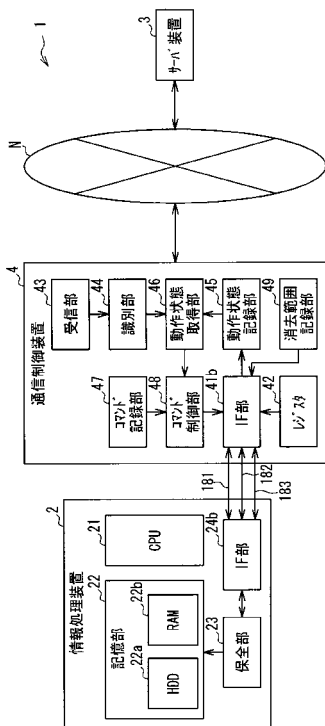 1
サーバ装置
3
N
4
通信制御装置
43
受信部
44
識別部
46
動作状態
取得部
45
動作状態
記録部
49
消去範囲
記録部
47
コマンド
記録部
48
コマンド
制御部
41b
IF部
42
レジスタ
181
182
183
2
情報処理装置
21
CPU
22
記憶部
22a
HDD
22b
RAM
23
保全部
24b
IF部